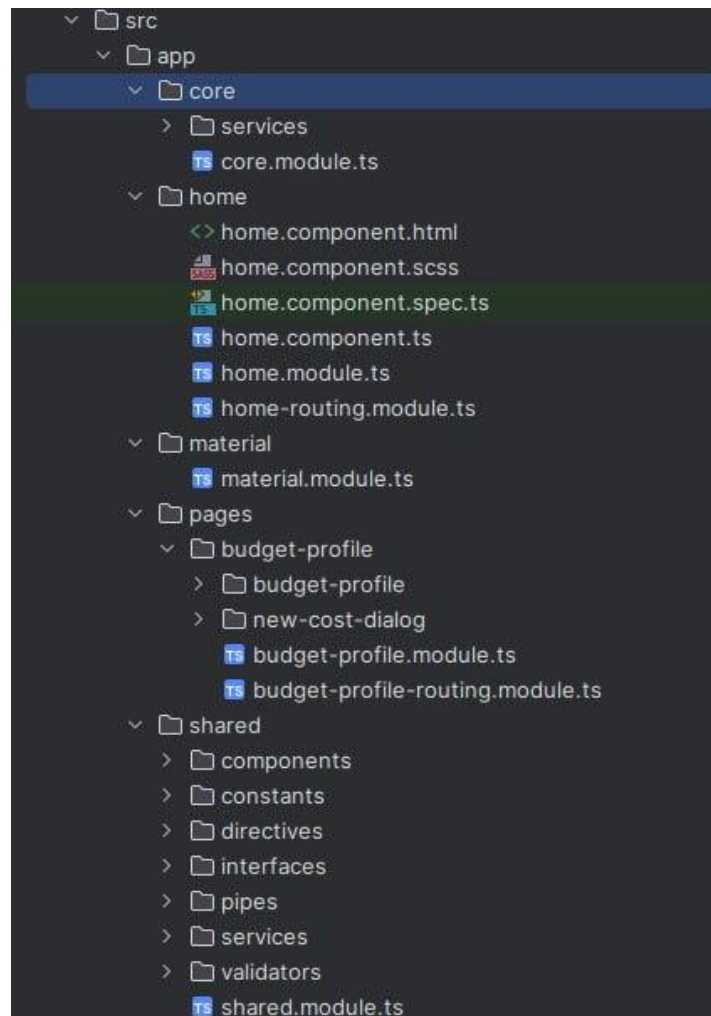 src
app
core
services
core.module.ts
home
home.component.html
home.component.scss
home.component.spec.ts
home.component.ts
home.module.ts
home-routing.module.ts
material
material.module.ts
pages
budget-profile
budget-profile
new-cost-dialog
budget-profile.module.ts
budget-profile-routing.module.ts
shared
components
constants
directives
interfaces
pipes
services
validators
shared.module.ts